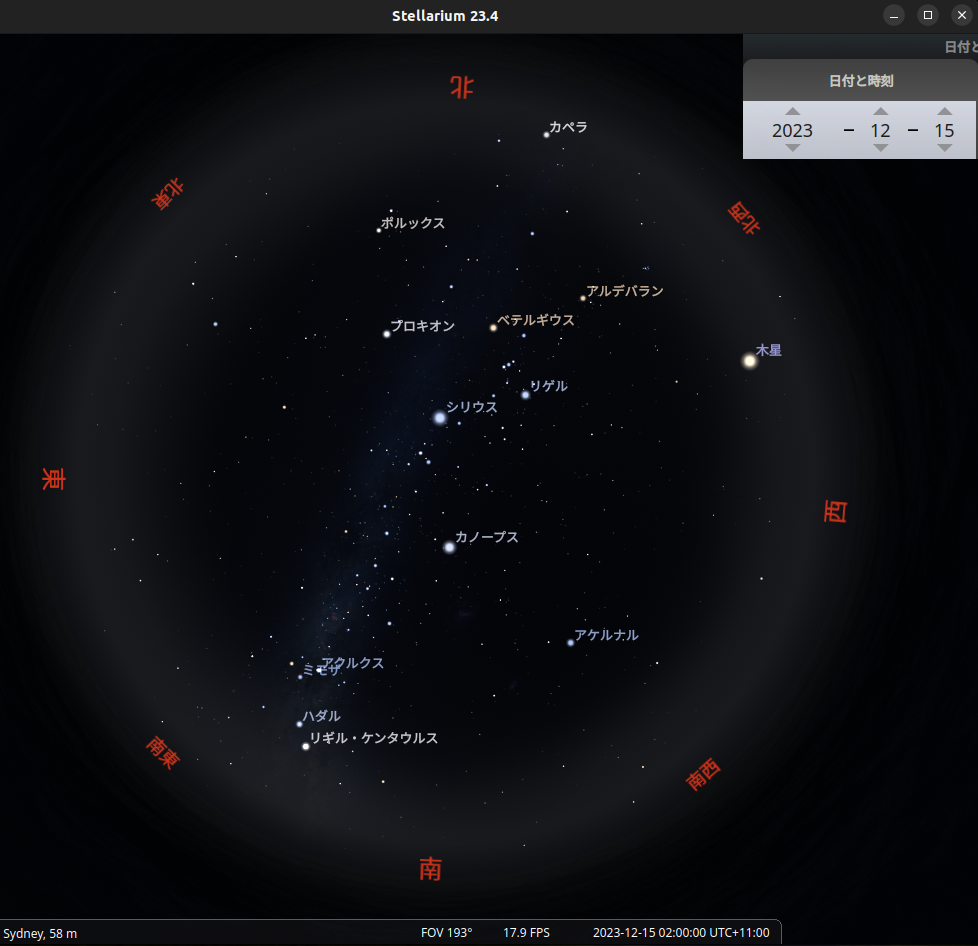 Stellarium 23.4
日付と
日付と時刻
2023 - 12 - 15
北
カペラ
北東
北西
ポルックス
アルデバラン
ベテルギウス
プロキオン
木星
リゲル
シリウス
東
西
カノープス
アケルナル
アクルクス
ミモザ
ハダル
リギル・ケンタウルス
南東
南西
南
Sydney, 58 m
FOV 193°
17.9 FPS
2023-12-15 02:00:00 UTC+11:00